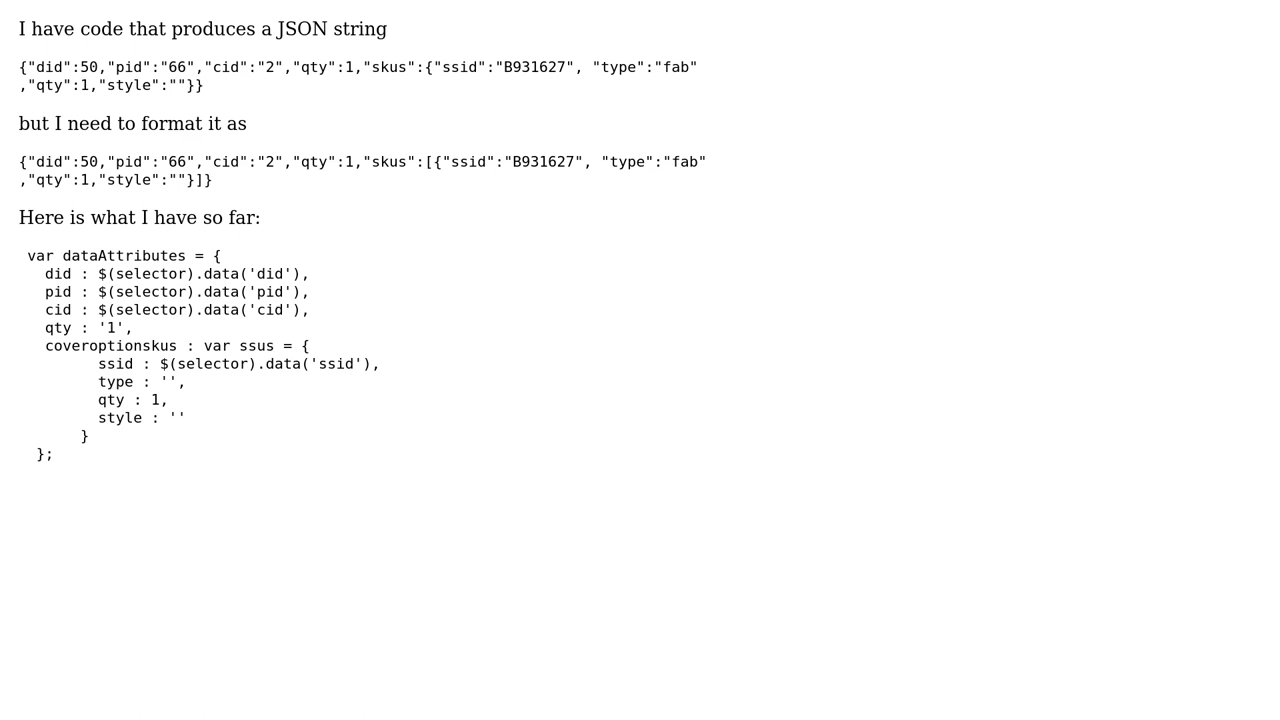 I have code that produces a JSON string
{"did":50,"pid":"66","cid":"2","qty":1,"skus":{"ssid":"B931627", "type":"fab"
,"qty":1,"style":""}}
but I need to format it as
{"did":50,"pid":"66","cid":"2","qty":1,"skus":[{"ssid":"B931627", "type":"fab"
,"qty":1,"style":""}]}
Here is what I have so far:
var dataAttributes = {
did : $(selector).data('did'),
pid : $(selector).data('pid'),
cid : $(selector).data('cid'),
qty : '1',
coveroptionskus : var ssus = {
ssid : $(selector).data('ssid'),
type : '',
qty : 1,
style : ''
}
};